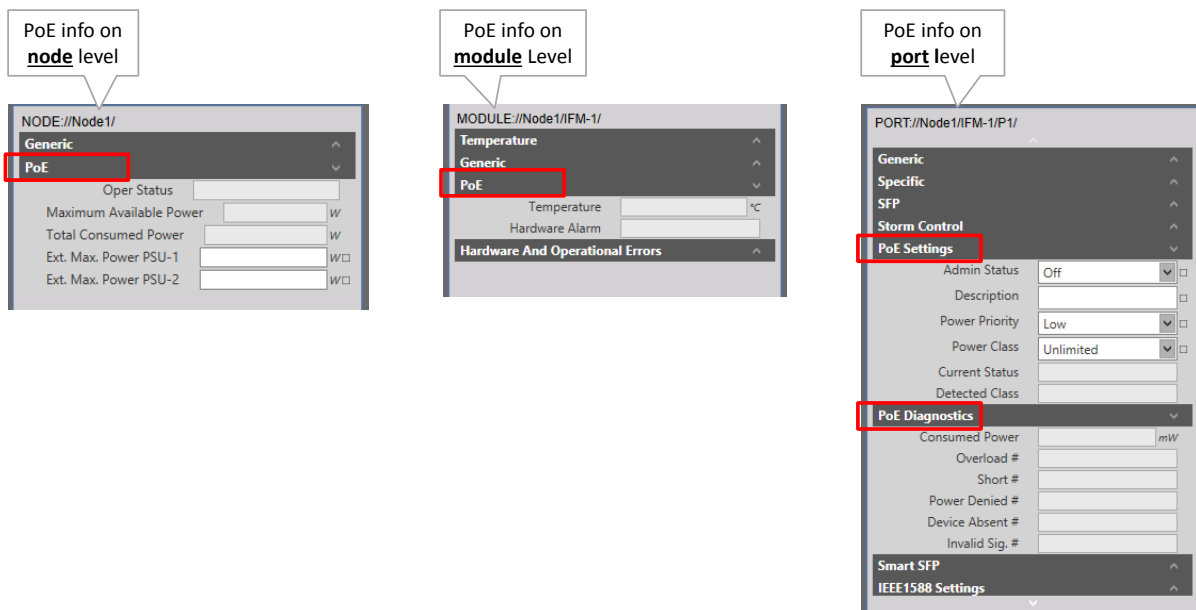 PoE info on
node level
NODE://Node1/
Generic
PoE
Oper Status
Maximum Available Power W
Total Consumed Power W
Ext. Max. Power PSU-1 W
Ext. Max. Power PSU-2 W
PoE info on
module Level
MODULE://Node1/IFM-1/
Temperature
Generic
PoE
Temperature °C
Hardware Alarm
Hardware And Operational Errors
PoE info on
port level
PORT://Node1/IFM-1/P1/
Generic
Specific
SFP
Storm Control
PoE Settings
Admin Status Off
Description
Power Priority Low
Power Class Unlimited
Current Status
Detected Class
PoE Diagnostics
Consumed Power mW
Overload #
Short #
Power Denied #
Device Absent #
Invalid Sig. #
Smart SFP
IEEE1588 Settings